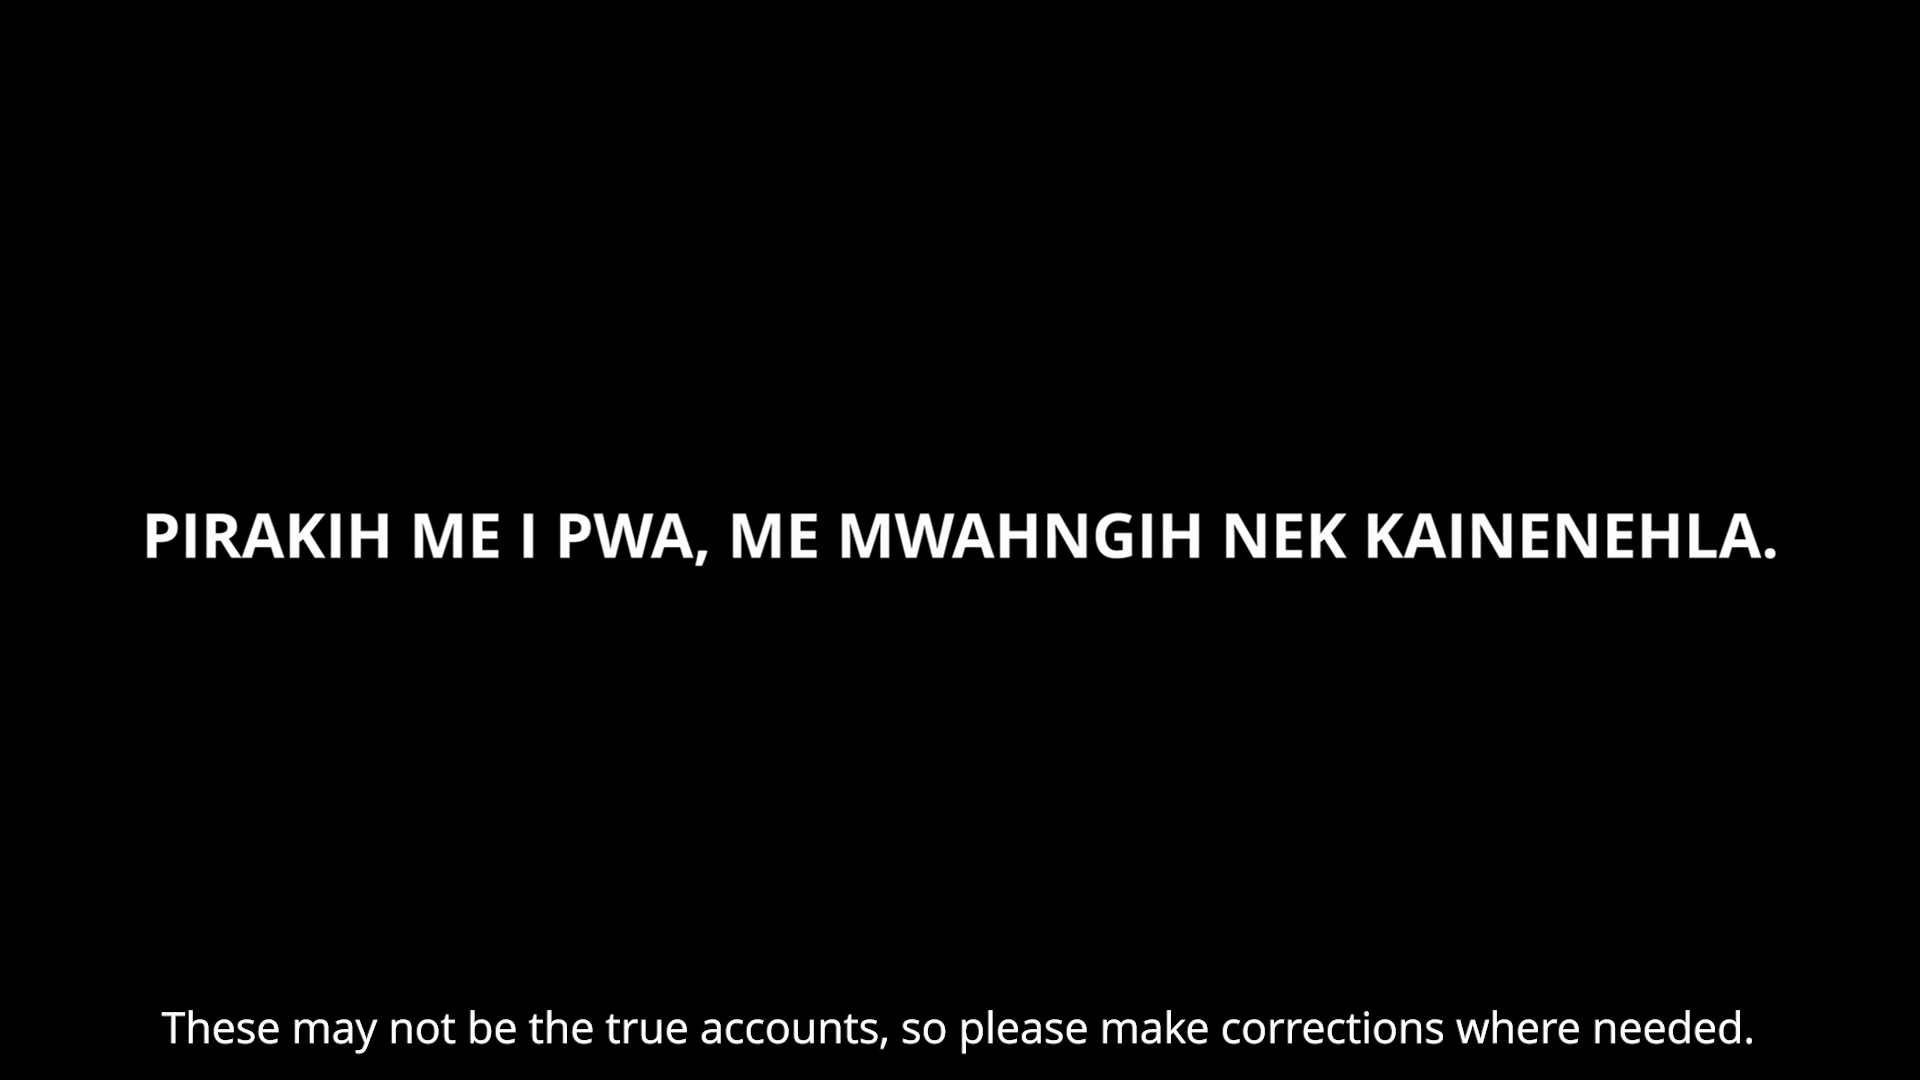 PIRAKIH ME I PWA, ME MWAHNGIH NEK KAINENEHLA.
These may not be the true accounts, so please make corrections where needed.